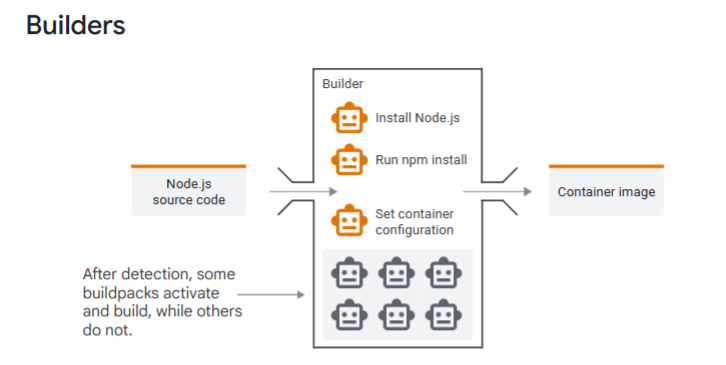 Builders
Builder
Install Node.js
Run npm install
Node.js
source code
Container image
Set container
configuration
After detection, some
buildpacks activate
and build, while others
do not.